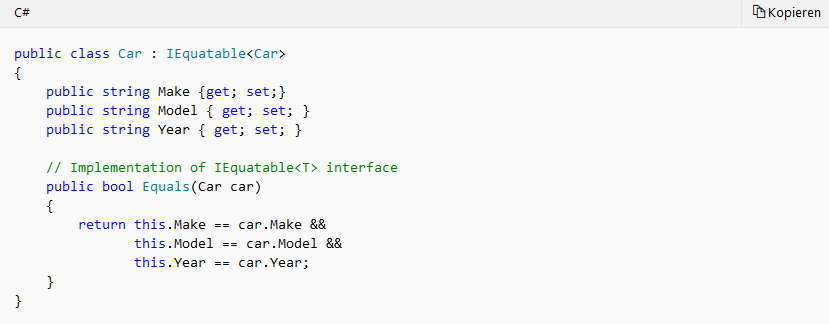 C#
Kopieren
public class Car : IEquatable<Car>
{
    public string Make {get; set;}
    public string Model { get; set; }
    public string Year { get; set; }

    // Implementation of IEquatable<T> interface
    public bool Equals(Car car)
    {
        return this.Make == car.Make &&
               this.Model == car.Model &&
               this.Year == car.Year;
    }
}